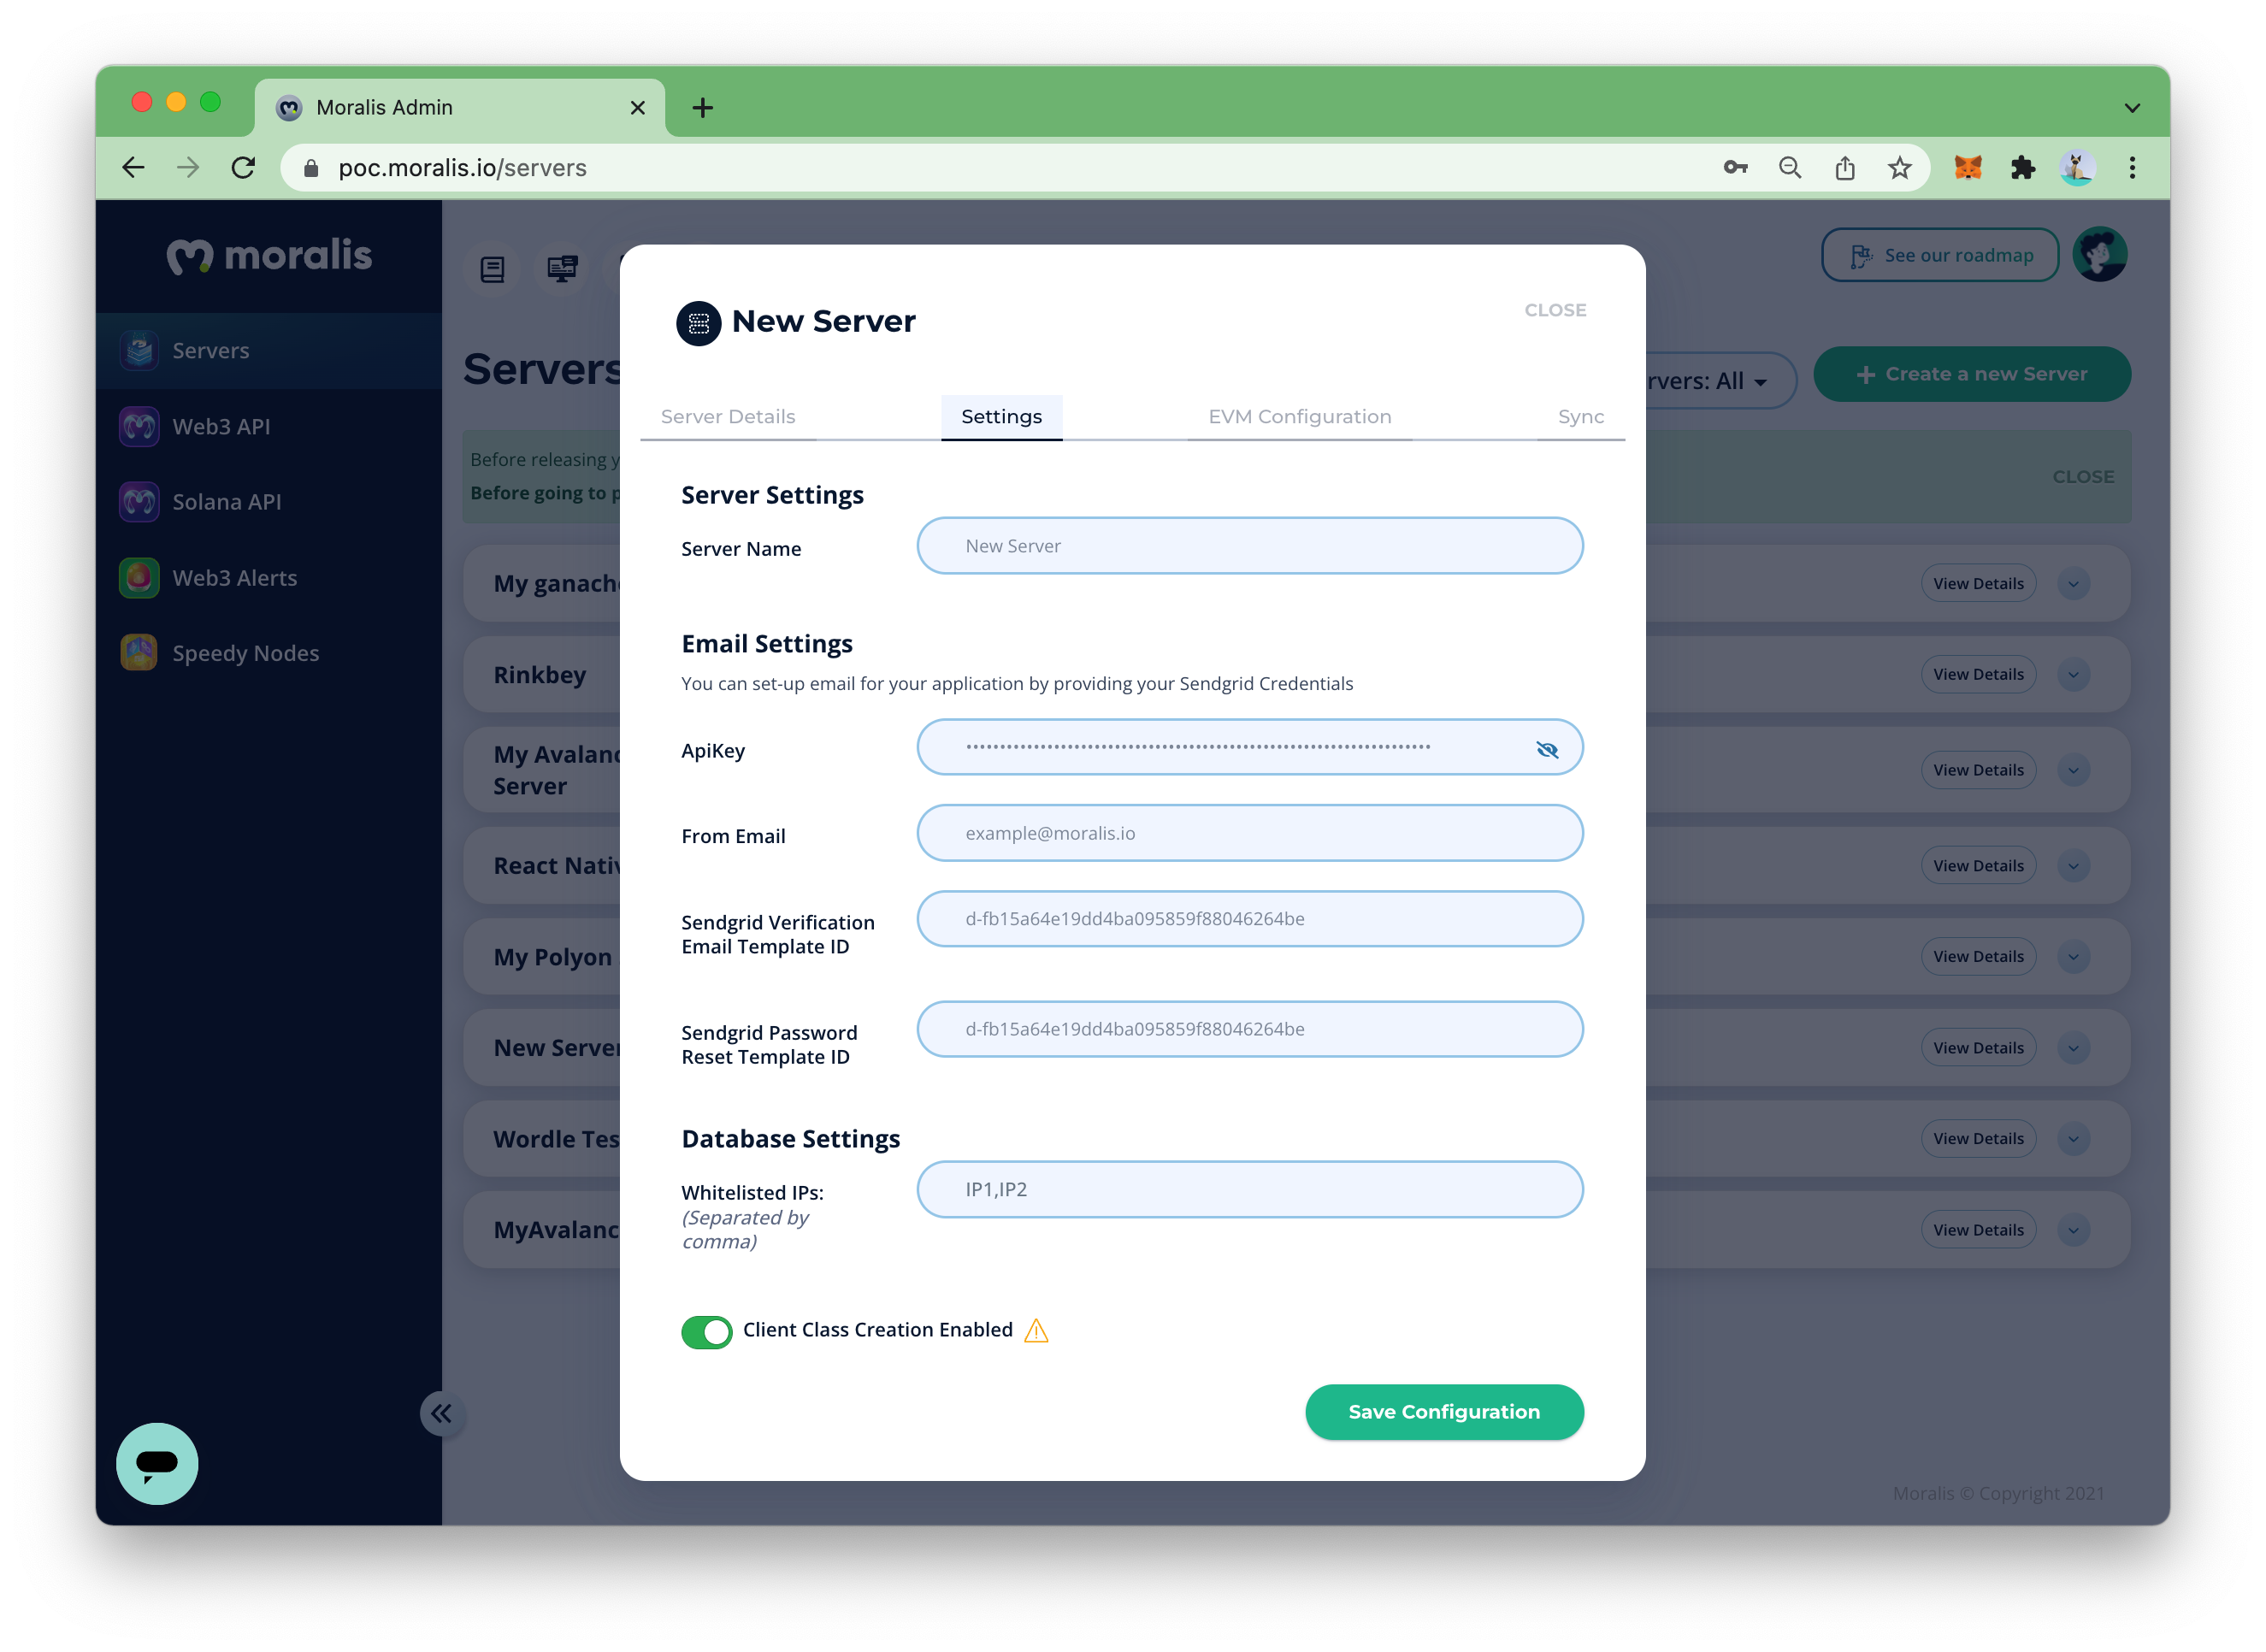 Moralis Admin
poc.moralis.io/servers
moralis
See our roadmap
Servers
Web3 API
Solana API
Web3 Alerts
Speedy Nodes
Servers
rvers: All
Create a new Server
Before releasing y
Before going to p
CLOSE
My ganache
View Details
Rinkbey
View Details
My Avalanc
Server
View Details
React Nativ
View Details
My Polyon
View Details
New Server
View Details
Wordle Tes
View Details
MyAvalanc
View Details
New Server
CLOSE
Server Details
Settings
EVM Configuration
Sync
Server Settings
Server Name
New Server
Email Settings
You can set-up email for your application by providing your Sendgrid Credentials
ApiKey
From Email
example@moralis.io
Sendgrid Verification
Email Template ID
d-fb15a64e19dd4ba095859f88046264be
Sendgrid Password
Reset Template ID
d-fb15a64e19dd4ba095859f88046264be
Database Settings
Whitelisted IPs:
(Separated by
comma)
IP1,IP2
Client Class Creation Enabled
Save Configuration
Moralis © Copyright 2021